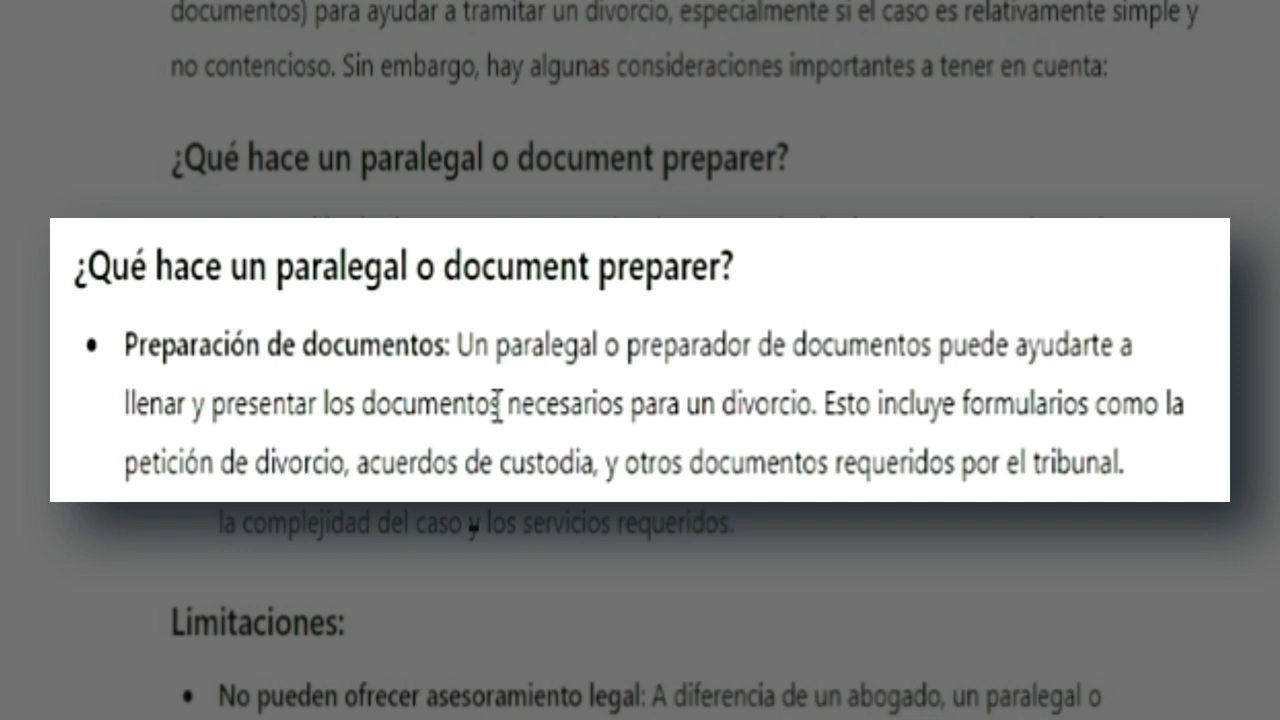 documentos) para ayudar a tramitar un divorcio, especialmente si el caso es relativamente simple y
no contencioso. Sin embargo, hay algunas consideraciones importantes a tener en cuenta:
¿Qué hace un paralegal o document preparer?
¿Qué hace un paralegal o document preparer?
• Preparación de documentos: Un paralegal o preparador de documentos puede ayudarte a
llenar y presentar los documentos necesarios para un divorcio. Esto incluye formularios como la
petición de divorcio, acuerdos de custodia, y otros documentos requeridos por el tribunal.
la complejidad del caso y los servicios requeridos.
Limitaciones:
• No pueden ofrecer asesoramiento legal: A diferencia de un abogado, un paralegal o